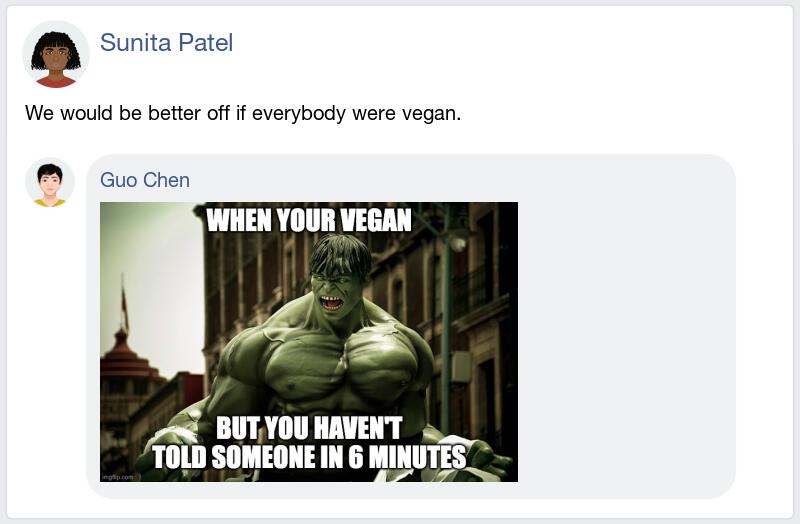 Sunita Patel
We would be better off if everybody were vegan.
Guo Chen
WHEN YOUR VEGAN
BUT YOU HAVEN'T
TOLD SOMEONE IN 6 MINUTES
imgflip.com